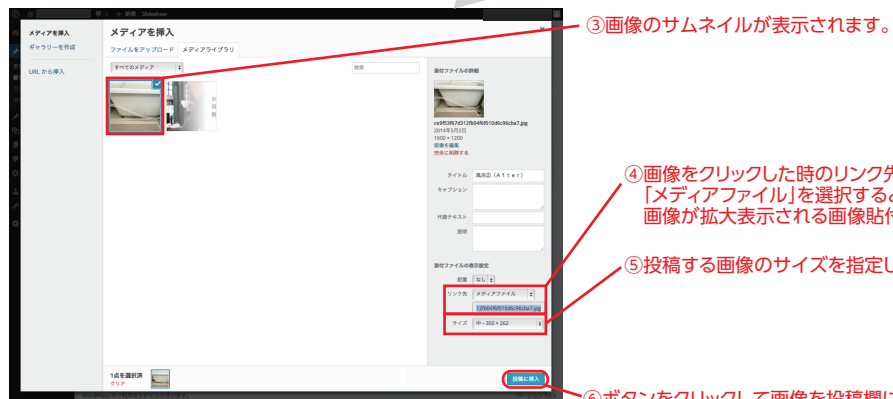 + 新規 Slideshow
メディアを挿入
ギャラリーを作成
URL から挿入
メディアを挿入
ファイルをアップロード メディアライブラリ
すべてのメディア
検索
添付ファイルの詳細
2014年5月2日
1600 × 1200
画像を編集
完全に削除する
タイトル 風呂②（After）
キャプション
代替テキスト
説明
添付ファイルの表示設定
配置 なし
リンク先 メディアファイル
12fb04f6f010d6c96cba7.jpg
サイズ 中 – 350 × 262
1点を選択済
クリア
投稿に挿入
③画像のサムネイルが表示されます。
④画像をクリックした時のリンク先
「メディアファイル」を選択すると
画像が拡大表示される画像貼付
⑤投稿する画像のサイズを指定し
⑥ボタンをクリックして画像を投稿欄に